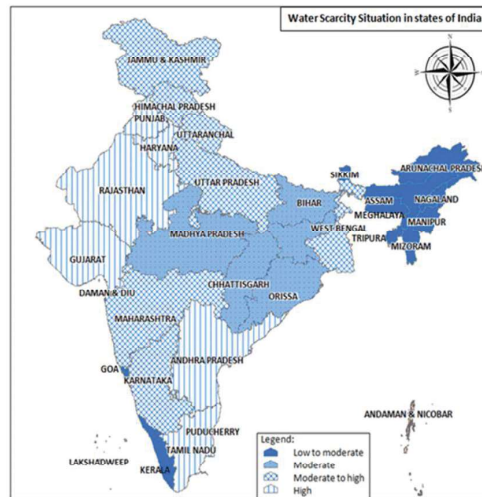 Water Scarcity Situation in states of India
JAMMU & KASHMIR
HIMACHAL PRADESH
PUNJAB
UTTARANCHAL
HARYANA
SIKKIM
ARUNACHAL PRADESH
RAJASTHAN
UTTAR PRADESH
ASSAM
NAGALAND
BIHAR
MEGHALAYA
MANIPUR
WEST BENGAL
MADHYA PRADESH
TRIPURA
MIZORAM
GUJARAT
CHHATTISGARH
DAMAN & DIU
ORISSA
MAHARASHTRA
ANDHRA PRADESH
GOA
KARNATAKA
PUDUCHERRY
ANDAMAN & NICOBAR
TAMIL NADU
LAKSHADWEEP
KERALA
Legend:
Low to moderate
Moderate
Moderate to high
High